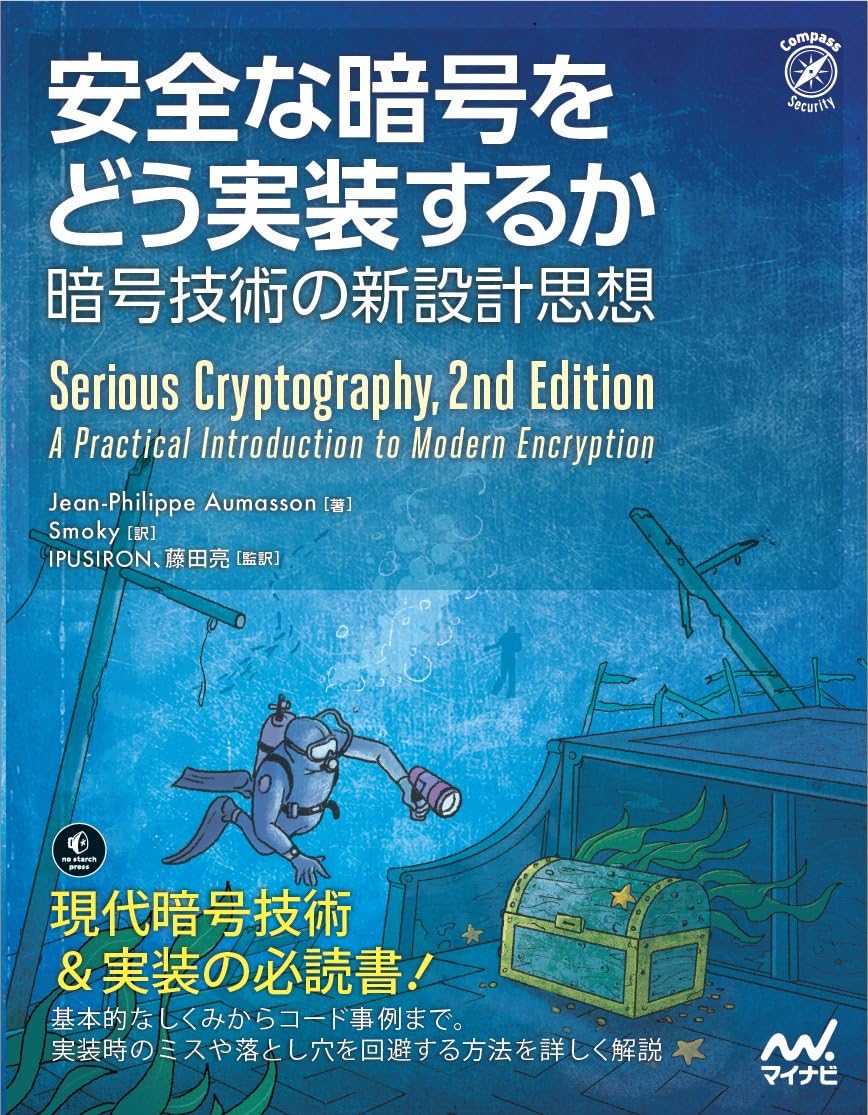 Compass
Security
安全な暗号を
どう実装するか
暗号技術の新設計思想
Serious Cryptography, 2nd Edition
A Practical Introduction to Modern Encryption
Jean-Philippe Aumasson [著]
Smoky [訳]
IPUSIRON、藤田亮 [監訳]
no starch
press
現代暗号技術
&実装の必読書!
基本的なしくみからコード事例まで。
実装時のミスや落とし穴を回避する方法を詳しく解説
マイナビ